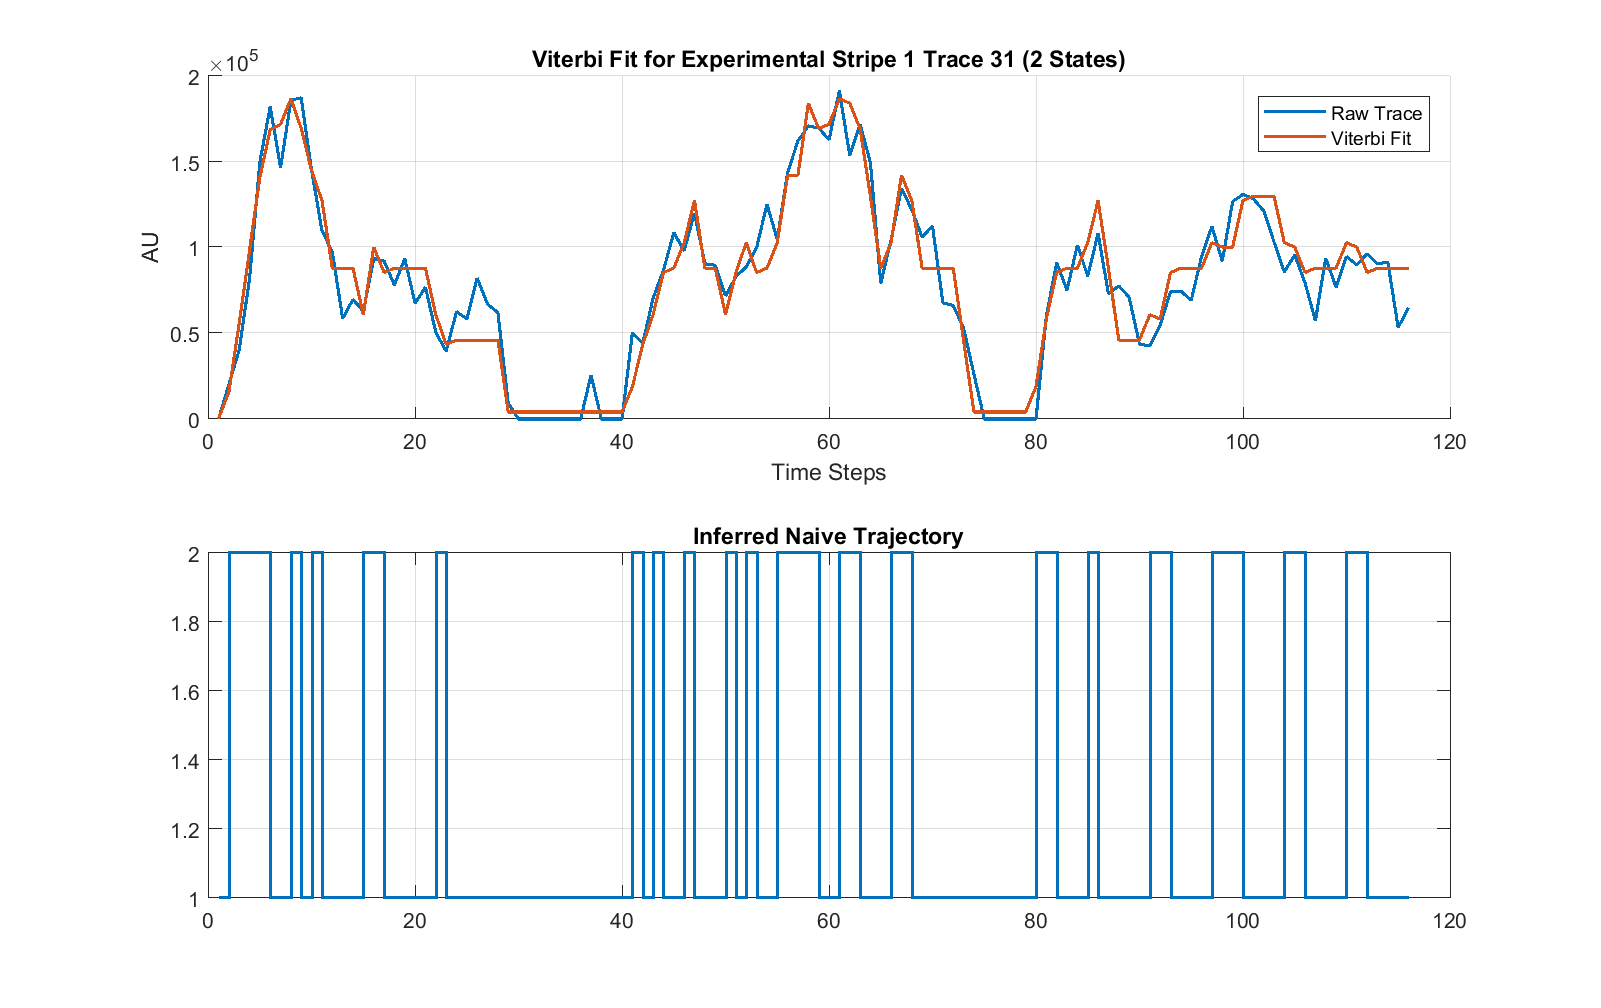 Viterbi Fit for Experimental Stripe 1 Trace 31 (2 States)
×10^5
2
1.5
1
0.5
0
AU
Raw Trace
Viterbi Fit
0 20 40 60 80 100 120
Time Steps
Inferred Naive Trajectory
2
1.8
1.6
1.4
1.2
1
0 20 40 60 80 100 120